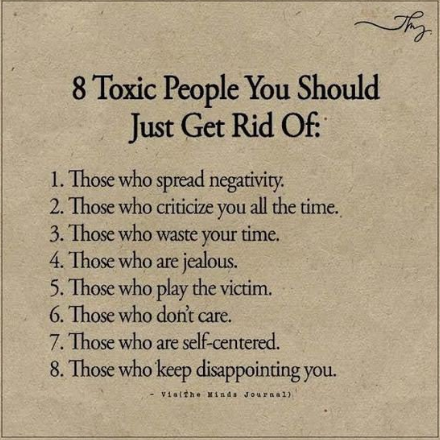 8 Toxic People You Should
Just Get Rid Of:
1. Those who spread negativity.
2. Those who criticize you all the time.
3. Those who waste your time.
4. Those who are jealous.
5. Those who play the victim.
6. Those who don't care.
7. Those who are self-centered.
8. Those who keep disappointing you.
- Via(The Minds Journal)